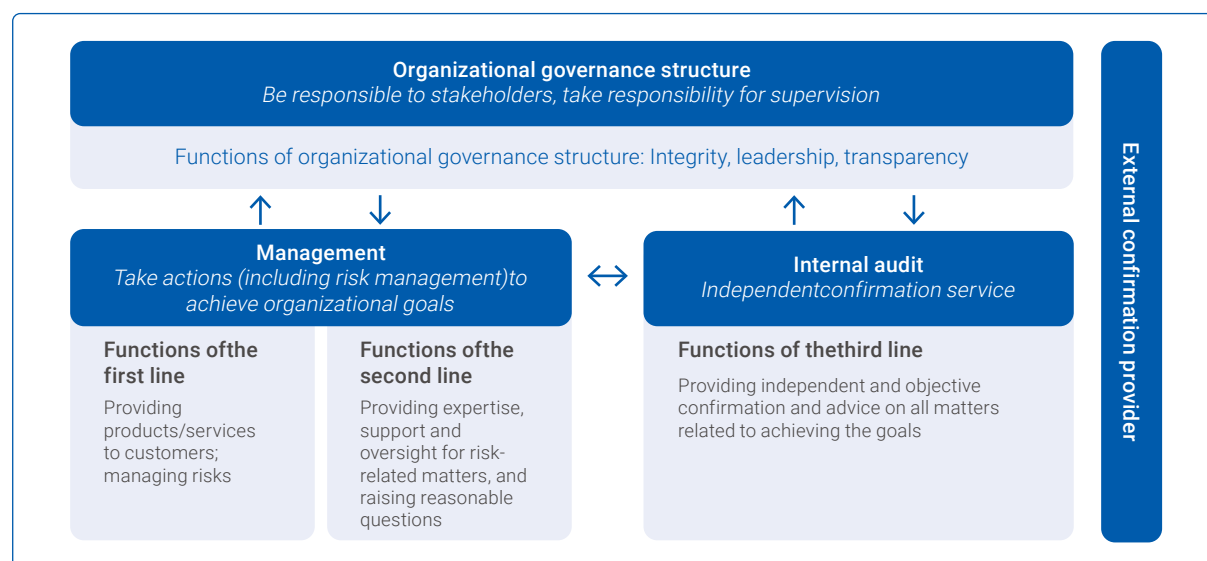 Organizational governance structure
Be responsible to stakeholders, take responsibility for supervision
Functions of organizational governance structure: Integrity, leadership, transparency
Management
Take actions (including risk management)to
achieve organizational goals
Internal audit
Independentconfirmation service
Functions ofthe
first line
Providing
products/services
to customers;
managing risks
Functions ofthe
second line
Providing expertise,
support and
oversight for risk-
related matters, and
raising reasonable
questions
Functions of thethird line
Providing independent and objective
confirmation and advice on all matters
related to achieving the goals
External confirmation provider